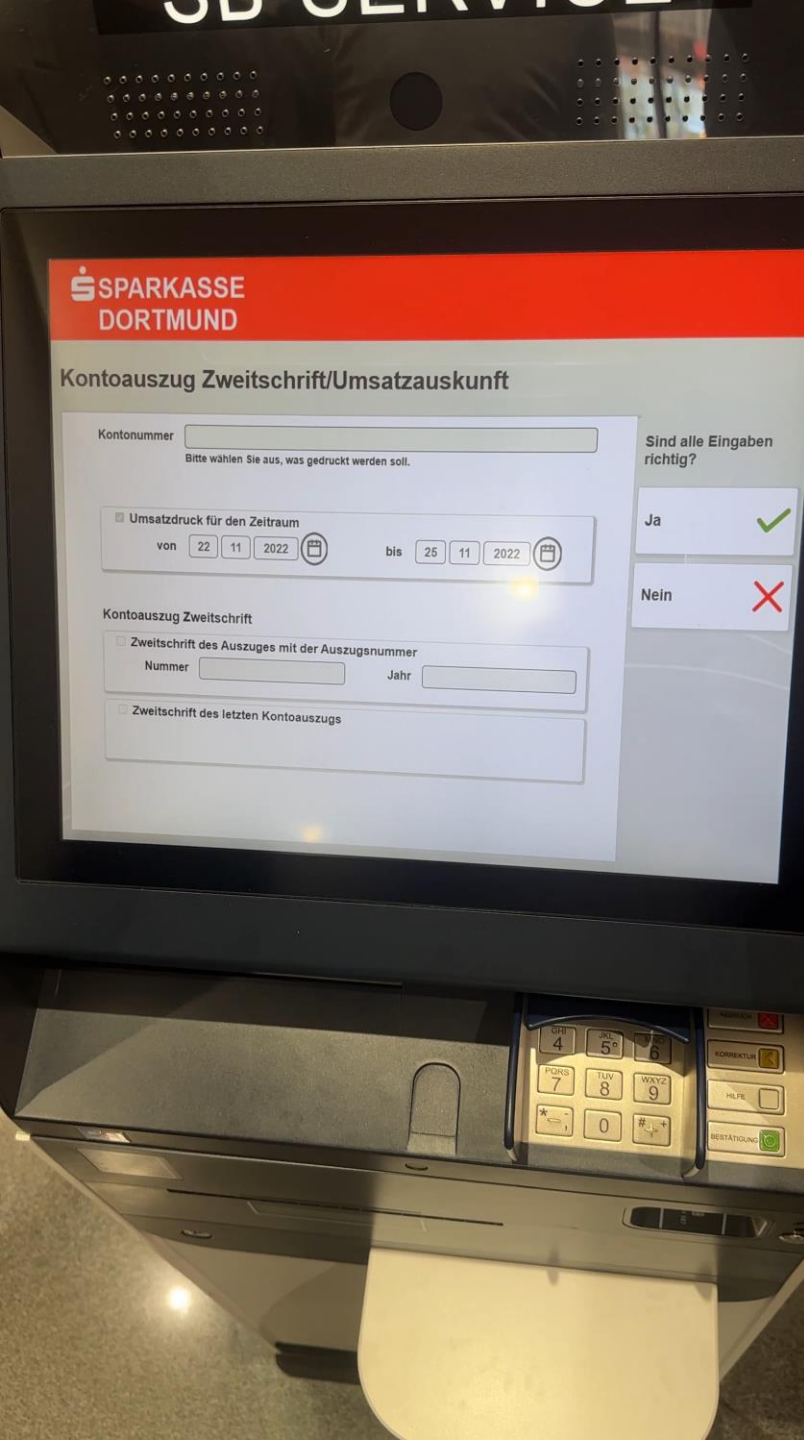 SB-SERVICE
SPARKASSE
DORTMUND
Kontoauszug Zweitschrift/Umsatzauskunft
Kontonummer
Bitte wählen Sie aus, was gedruckt werden soll.
Sind alle Eingaben
richtig?
Umsatzdruck für den Zeitraum
von 22 11 2022 bis 25 11 2022
Ja
Nein
Kontoauszug Zweitschrift
Zweitschrift des Auszuges mit der Auszugsnummer
Nummer Jahr
Zweitschrift des letzten Kontoauszugs
GHI JKL MNO
4 5 6
KORREKTUR
PQRS TUV WXYZ
7 8 9
HILFE
* 0 #
BESTÄTIGUNG